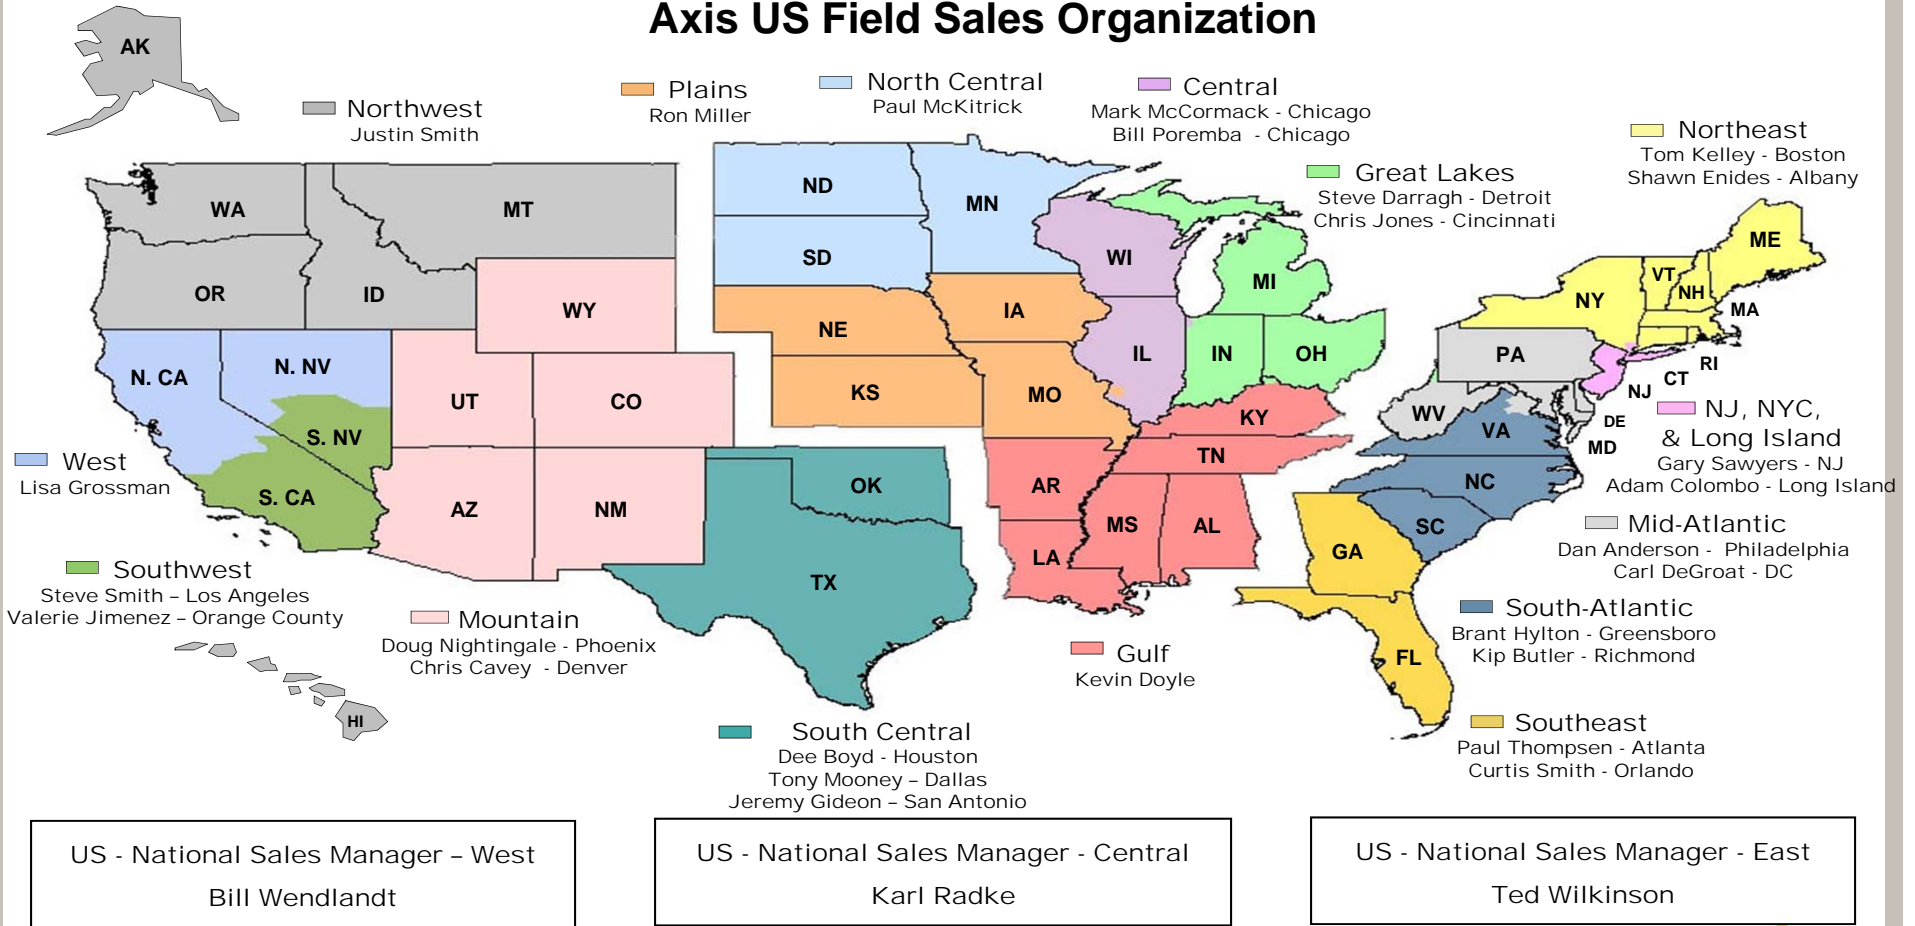 Axis US Field Sales Organization
AK
Northwest
Justin Smith
Plains
Ron Miller
North Central
Paul McKitrick
Central
Mark McCormack - Chicago
Bill Poremba - Chicago
Great Lakes
Steve Darragh - Detroit
Chris Jones - Cincinnati
Northeast
Tom Kelley - Boston
Shawn Enides - Albany
WA
MT
OR
ID
WY
N. CA
N. NV
S. NV
S. CA
UT
CO
AZ
NM
ND
SD
MN
NE
IA
KS
MO
WI
IL
MI
IN
OH
OK
TX
AR
LA
KY
TN
MS
AL
GA
FL
SC
NC
VA
WV
PA
NY
VT
NH
ME
MA
RI
CT
NJ
DE
MD
NJ, NYC,
& Long Island
Gary Sawyers - NJ
Adam Colombo - Long Island
West
Lisa Grossman
Mid-Atlantic
Dan Anderson - Philadelphia
Carl DeGroat - DC
Southwest
Steve Smith – Los Angeles
Valerie Jimenez – Orange County
Mountain
Doug Nightingale - Phoenix
Chris Cavey - Denver
South-Atlantic
Brant Hylton - Greensboro
Kip Butler - Richmond
Gulf
Kevin Doyle
HI
South Central
Dee Boyd - Houston
Tony Mooney – Dallas
Jeremy Gideon – San Antonio
Southeast
Paul Thompsen - Atlanta
Curtis Smith - Orlando
US - National Sales Manager – West
Bill Wendlandt
US - National Sales Manager - Central
Karl Radke
US - National Sales Manager - East
Ted Wilkinson